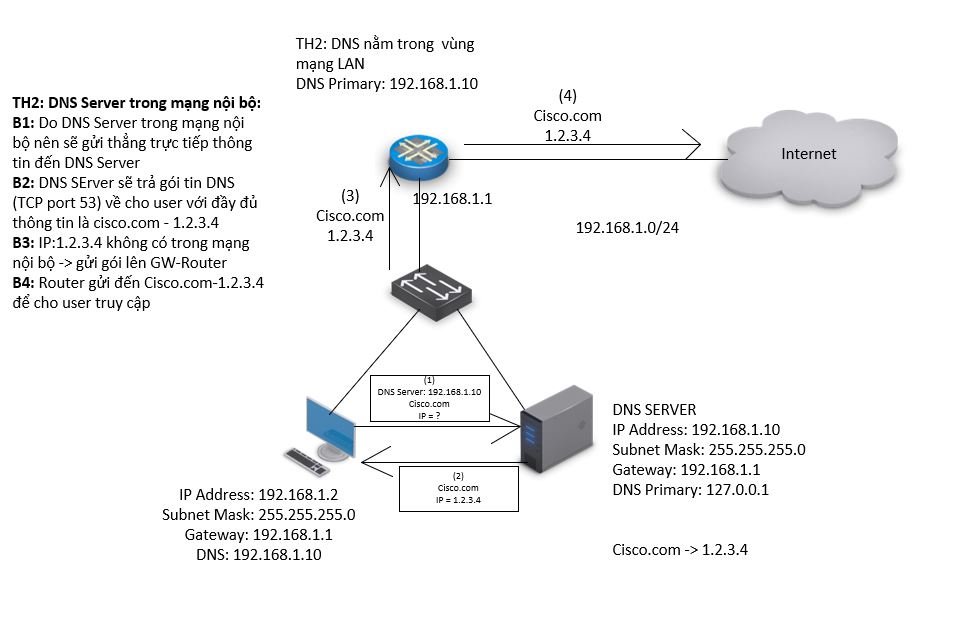 TH2: DNS nằm trong vùng
mạng LAN
DNS Primary: 192.168.1.10
TH2: DNS Server trong mạng nội bộ:
B1: Do DNS Server trong mạng nội
bộ nên sẽ gửi thẳng trực tiếp thông
tin đến DNS Server
B2: DNS SErver sẽ trả gói tin DNS
(TCP port 53) về cho user với đầy đủ
thông tin là cisco.com - 1.2.3.4
B3: IP:1.2.3.4 không có trong mạng
nội bộ -> gửi gói lên GW-Router
B4: Router gửi đến Cisco.com-1.2.3.4
để cho user truy cập
(4)
Cisco.com
1.2.3.4
Internet
192.168.1.1
(3)
Cisco.com
1.2.3.4
192.168.1.0/24
(1)
DNS Server: 192.168.1.10
Cisco.com
IP = ?
(2)
Cisco.com
IP = 1.2.3.4
IP Address: 192.168.1.2
Subnet Mask: 255.255.255.0
Gateway: 192.168.1.1
DNS: 192.168.1.10
DNS SERVER
IP Address: 192.168.1.10
Subnet Mask: 255.255.255.0
Gateway: 192.168.1.1
DNS Primary: 127.0.0.1
Cisco.com -> 1.2.3.4